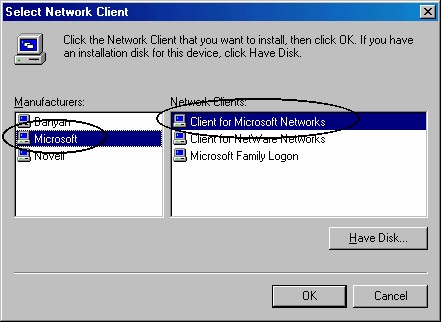 Select Network Client
Click the Network Client that you want to install, then click OK. If you have
an installation disk for this device, click Have Disk.
Manufacturers:
Banyan
Microsoft
Novell
Network Clients:
Client for Microsoft Networks
Client for NetWare Networks
Microsoft Family Logon
Have Disk...
OK
Cancel